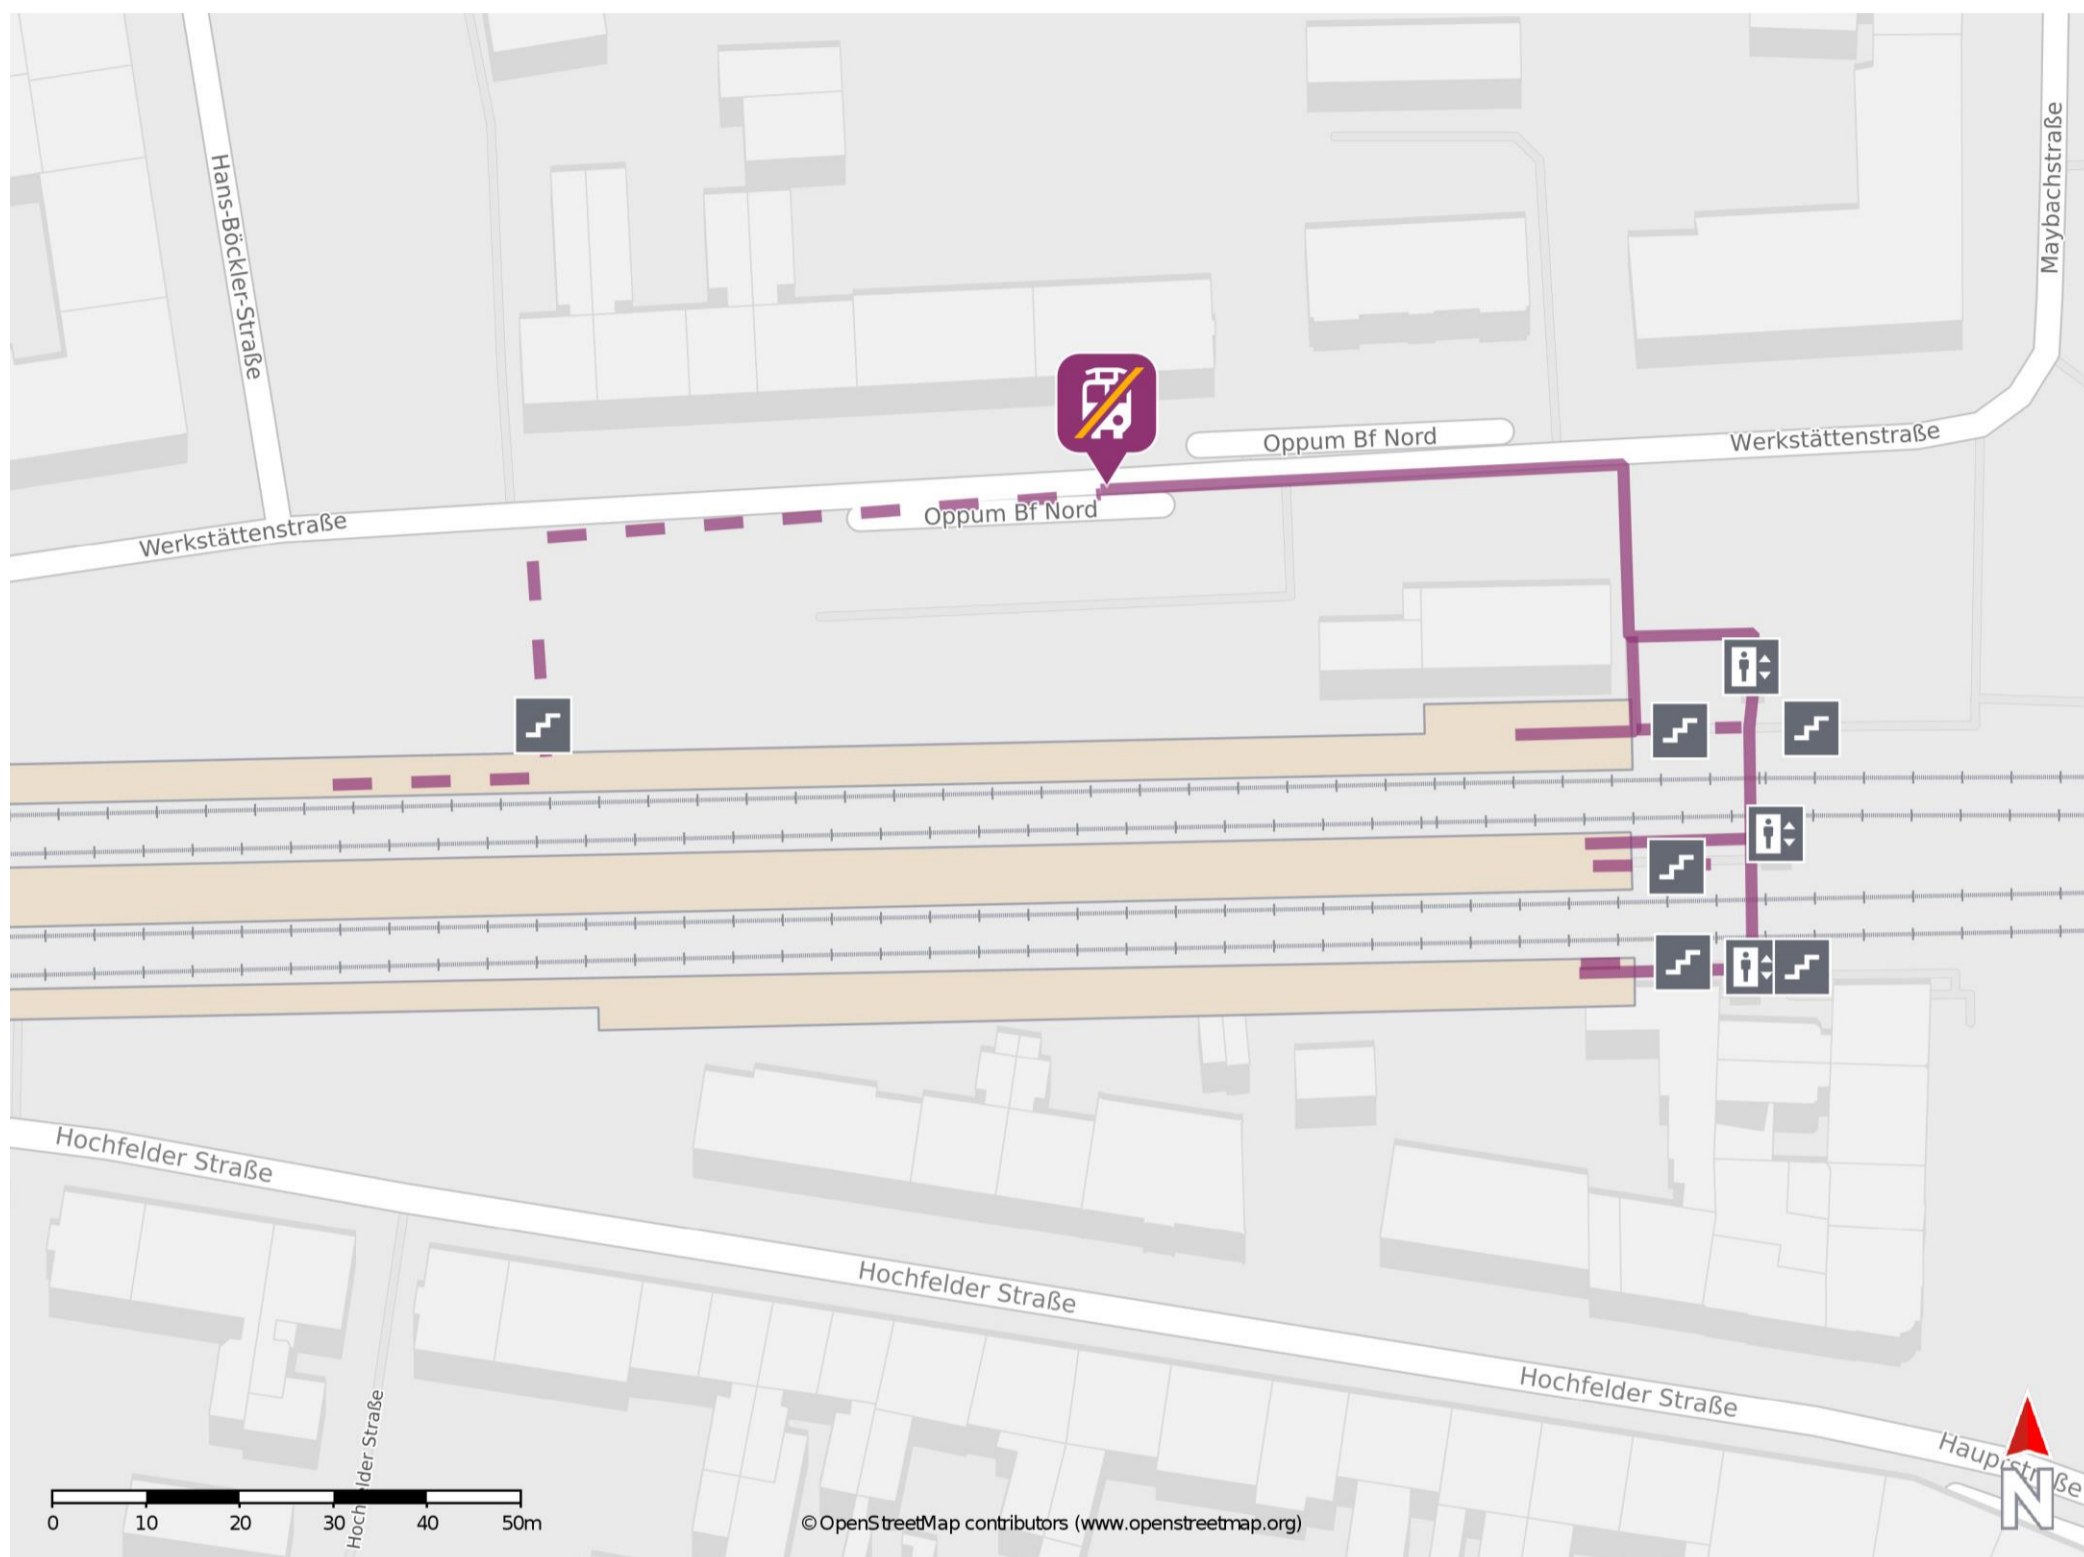 Hans-Böckler-Straße
Maybachstraße
Oppum Bf Nord
Werkstättenstraße
Oppum Bf Nord
Werkstättenstraße
Hochfelder Straße
Hochfelder Straße
Hochfelder Straße
Hochfelder Straße
Hauptstraße
N
0 10 20 30 40 50m
©OpenStreetMap contributors (www.openstreetmap.org)